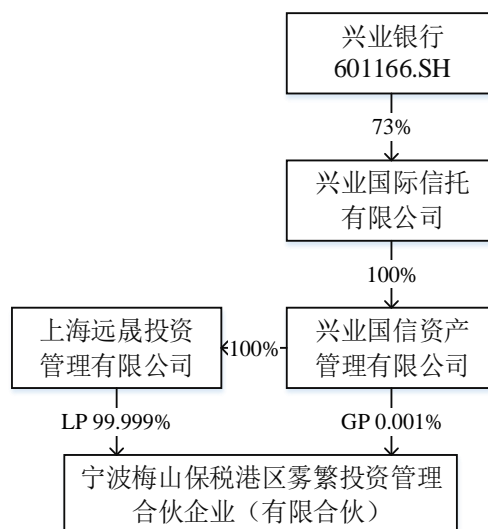 兴业银行
601166.SH
73%
兴业国际信托
有限公司
100%
上海远晟投资
管理有限公司
100%
兴业国信资产
管理有限公司
LP 99.999%
GP 0.001%
宁波梅山保税港区雾繁投资管理
合伙企业（有限合伙）